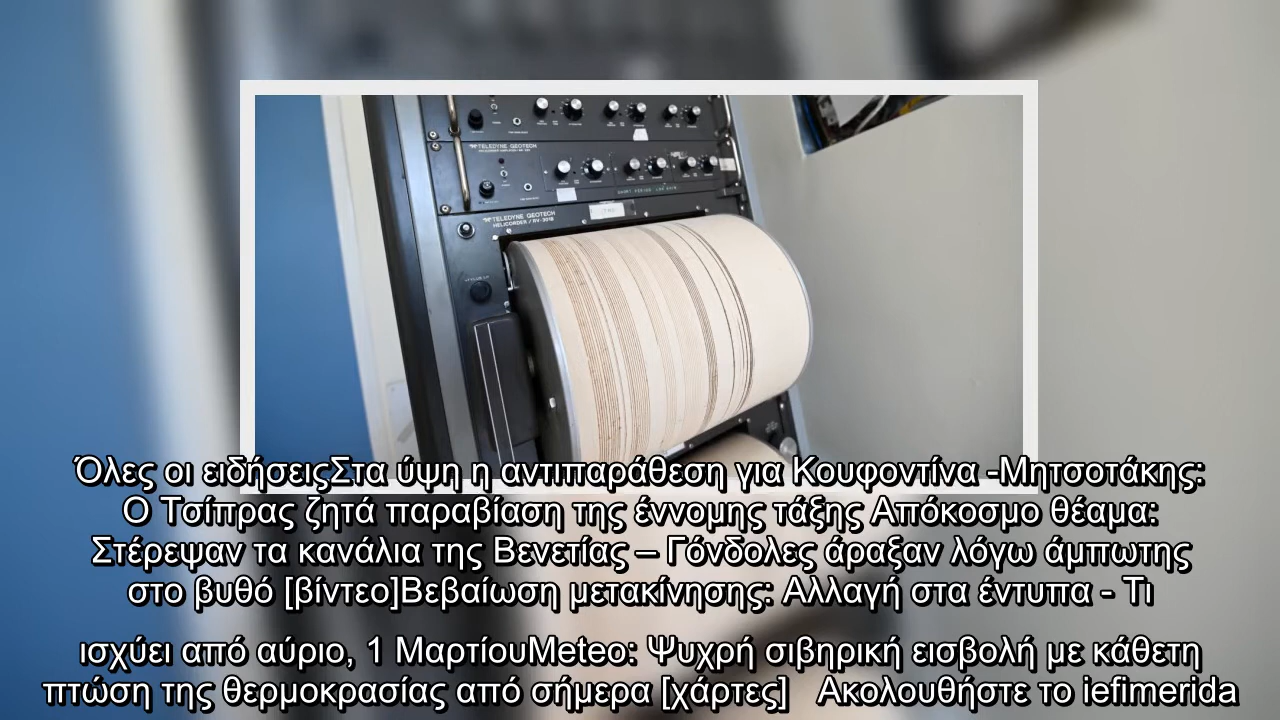 TELEDYNE GEOTECH
TELEDYNE GEOTECH
HELICORDER / RV-301B
Όλες οι ειδήσειςΣτα ύψη η αντιπαράθεση για Κουφοντίνα -Μητσοτάκης:
Ο Τσίπρας ζητά παραβίαση της έννομης τάξης Απόκοσμο θέαμα:
Στέρεψαν τα κανάλια της Βενετίας – Γόνδολες άραξαν λόγω άμπωτης
στο βυθό [βίντεο]Βεβαίωση μετακίνησης: Αλλαγή στα έντυπα - Τι
ισχύει από αύριο, 1 ΜαρτίουMeteo: Ψυχρή σιβηρική εισβολή με κάθετη
πτώση της θερμοκρασίας από σήμερα [χάρτες] Ακολουθήστε το iefimerida